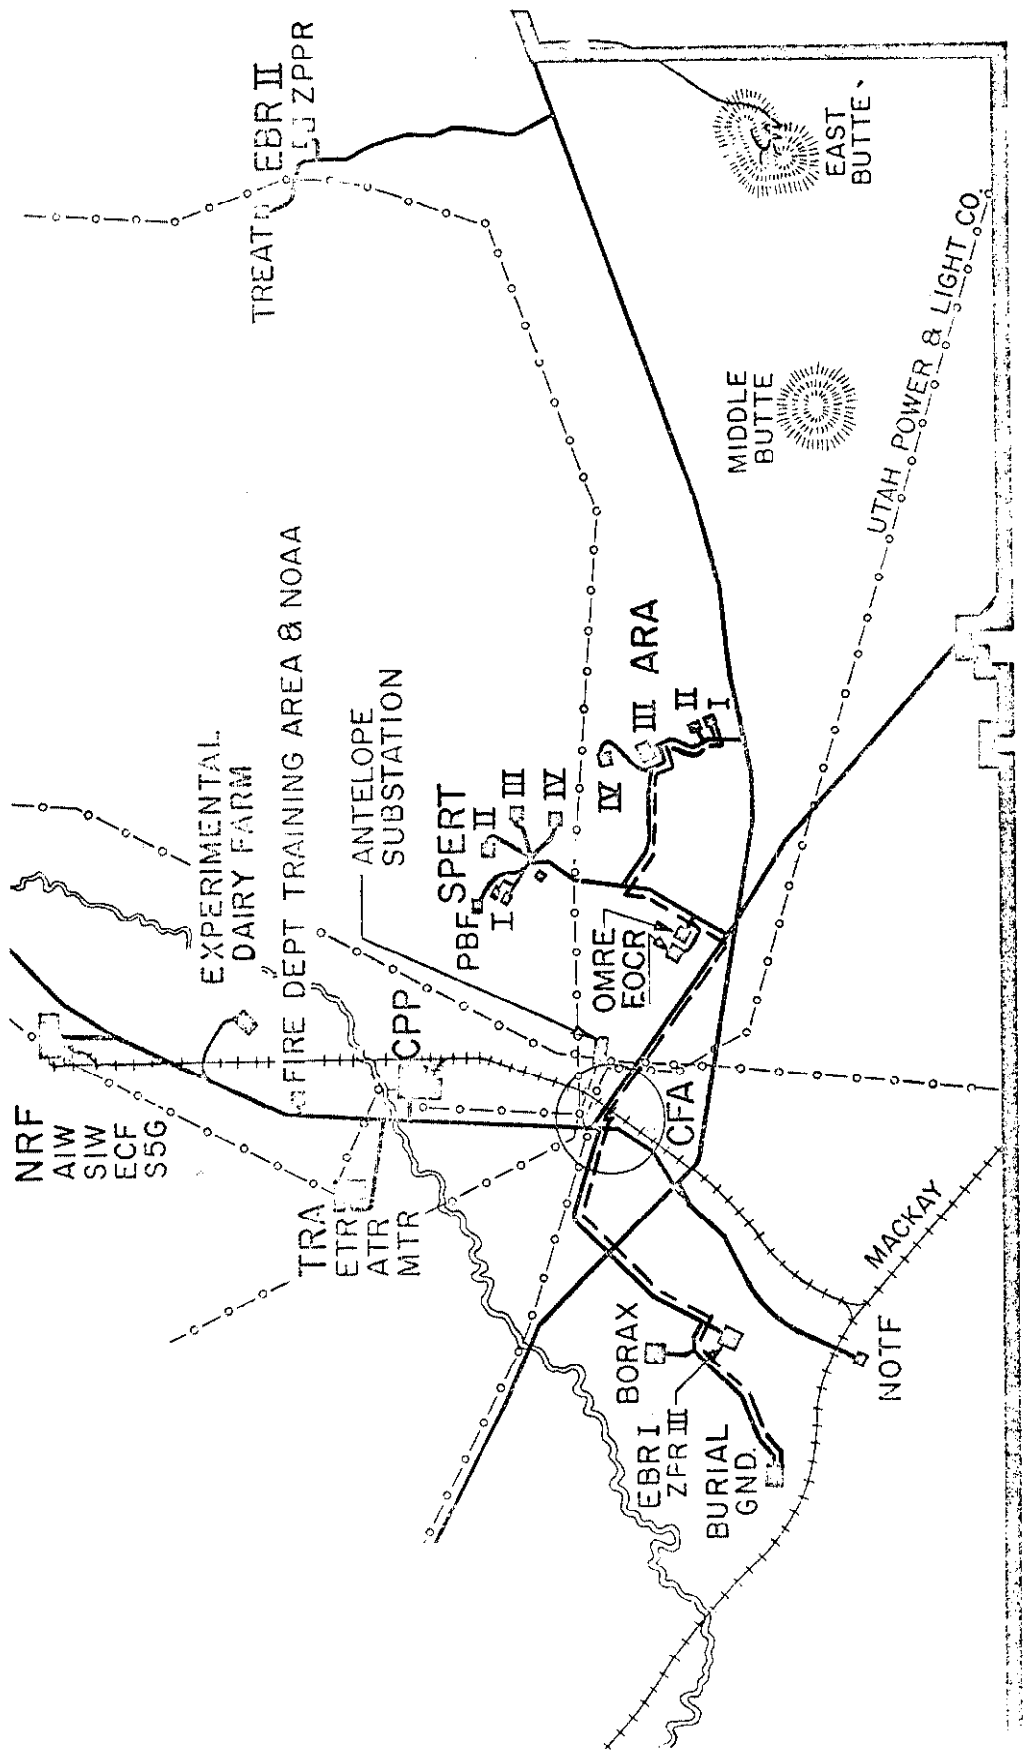 NRF
A1W
S1W
ECF
S5G
EXPERIMENTAL
DAIRY FARM
FIRE DEPT TRAINING AREA & NOAA
TREAT
EBR II
ZPPR
TRA
ETR
ATR
MTR
CPP
ANTELOPE
SUBSTATION
PBF
SPERT
I
II
III
IV
OMRE
EOCR
IV
III
ARA
II
I
CFA
MIDDLE
BUTTE
EAST
BUTTE
BORAX
EBR I
ZPR III
BURIAL
GND.
NOTF
MACKAY
UTAH POWER & LIGHT CO.